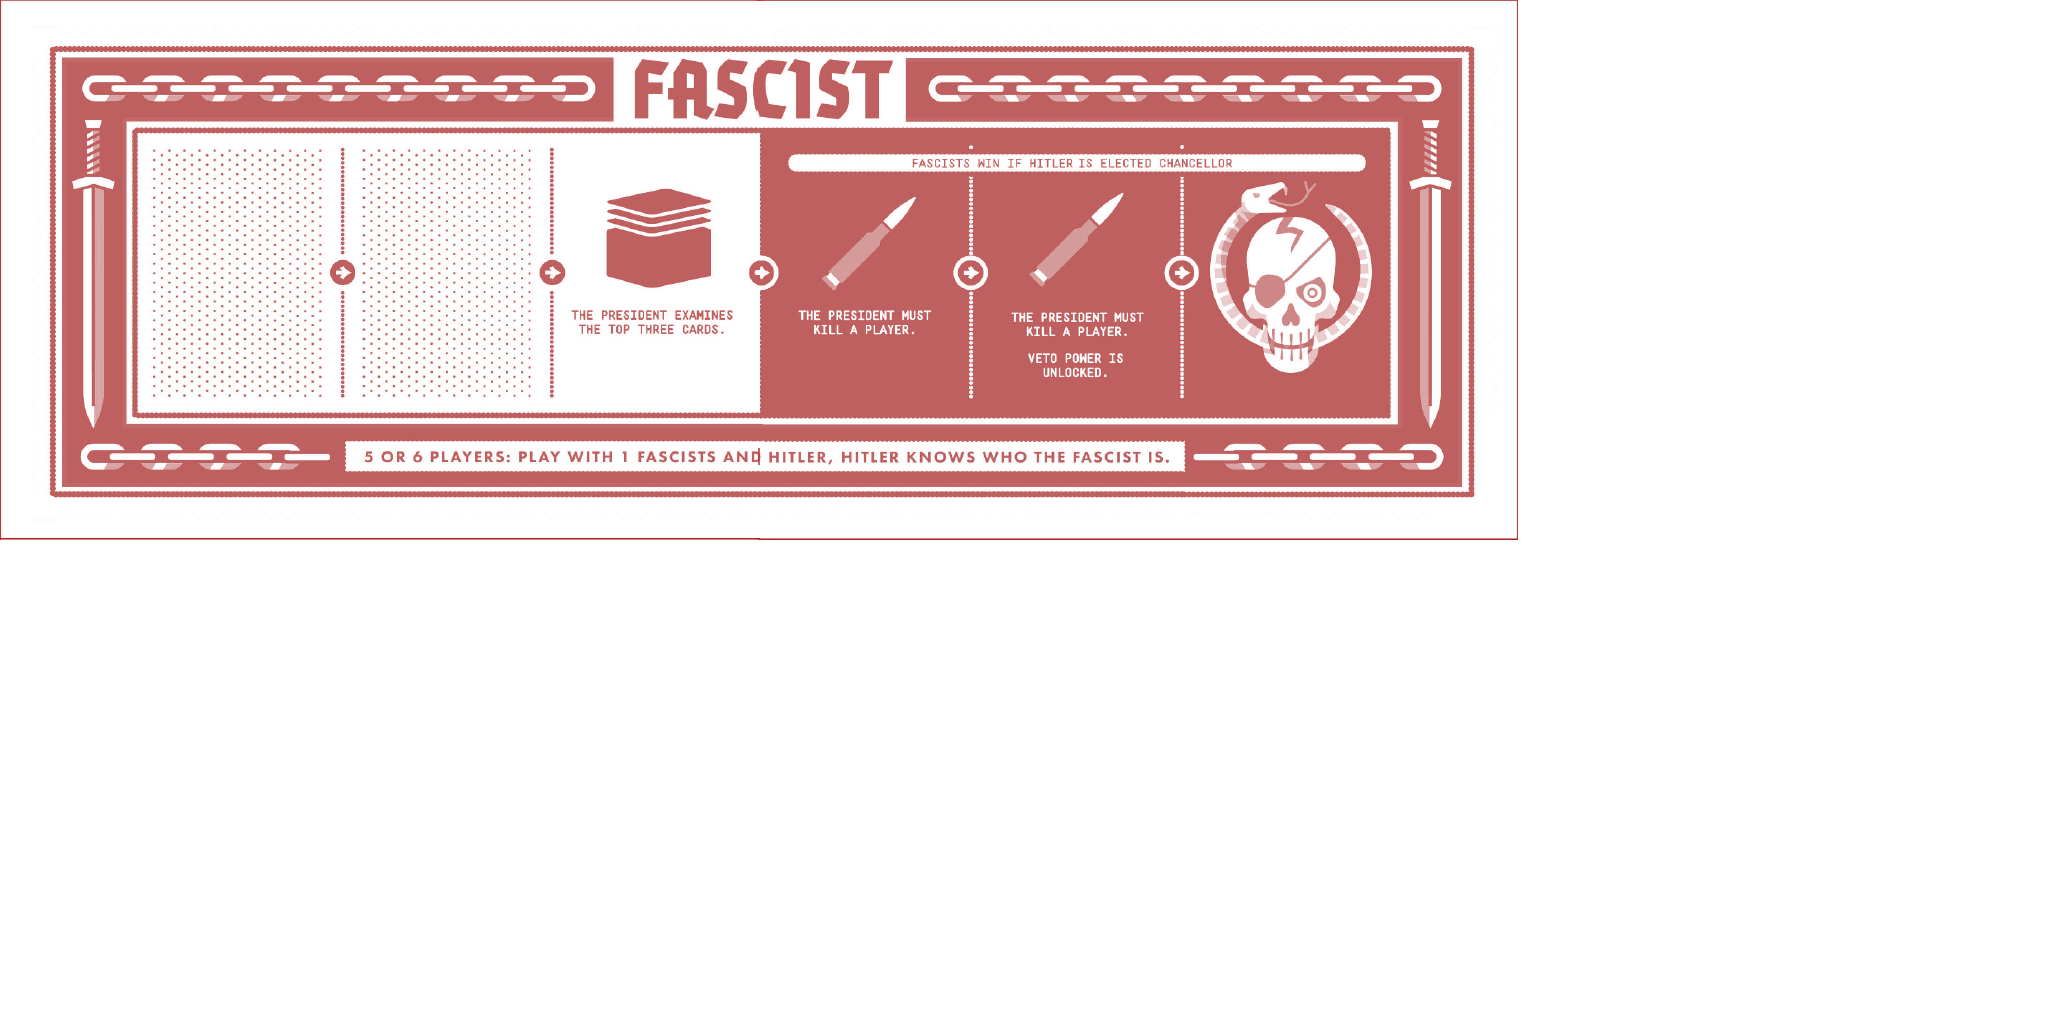 FASCIST
FASCISTS WIN IF HITLER IS ELECTED CHANCELLOR
THE PRESIDENT EXAMINES
THE TOP THREE CARDS.
THE PRESIDENT MUST
KILL A PLAYER.
THE PRESIDENT MUST
KILL A PLAYER.
VETO POWER IS
UNLOCKED.
5 OR 6 PLAYERS: PLAY WITH 1 FASCISTS AND HITLER, HITLER KNOWS WHO THE FASCIST IS.